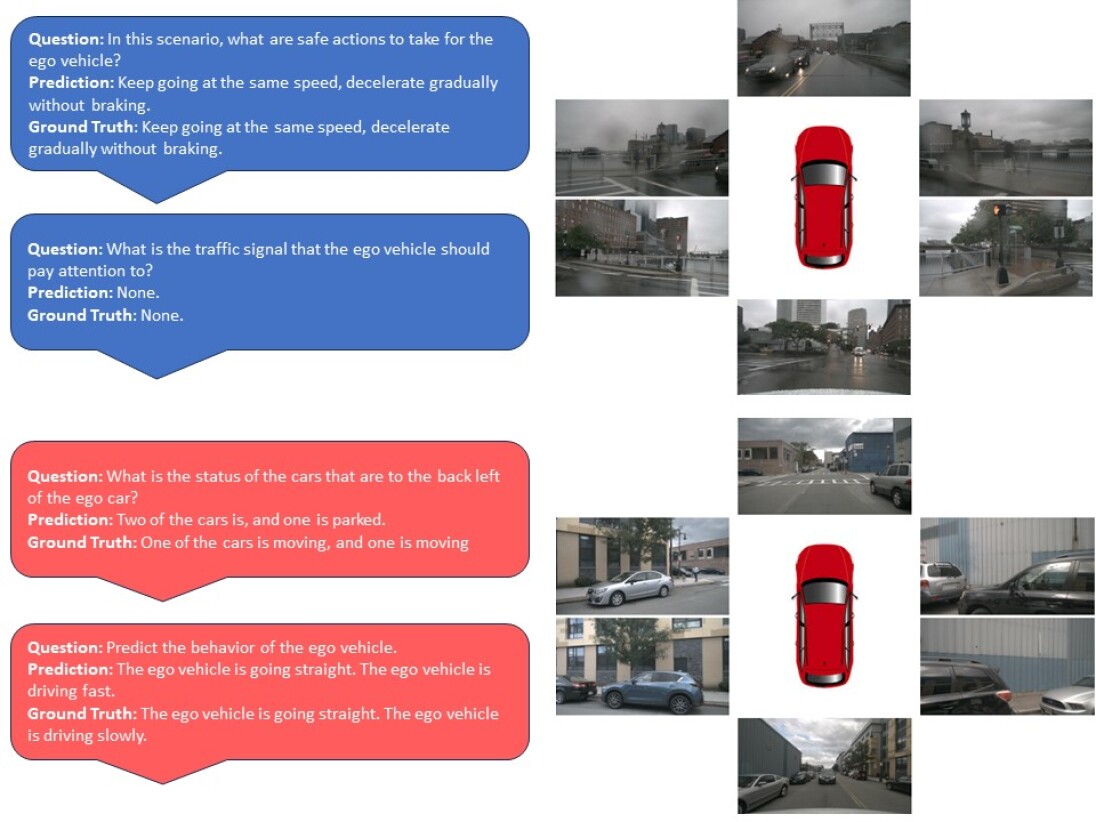 Question: In this scenario, what are safe actions to take for the
ego vehicle?
Prediction: Keep going at the same speed, decelerate gradually
without braking.
Ground Truth: Keep going at the same speed, decelerate
gradually without braking.
Question: What is the traffic signal that the ego vehicle should
pay attention to?
Prediction: None.
Ground Truth: None.
Question: What is the status of the cars that are to the back left
of the ego car?
Prediction: Two of the cars is, and one is parked.
Ground Truth: One of the cars is moving, and one is moving
Question: Predict the behavior of the ego vehicle.
Prediction: The ego vehicle is going straight. The ego vehicle is
driving fast.
Ground Truth: The ego vehicle is going straight. The ego vehicle
is driving slowly.